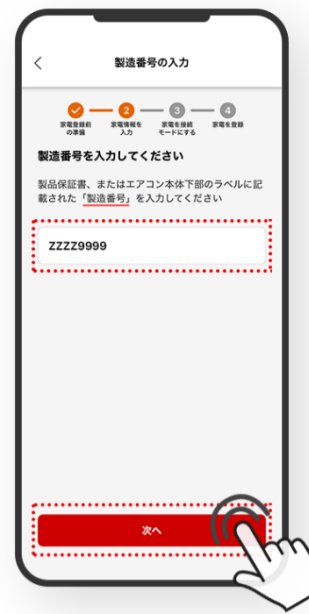 製造番号の入力
2 3 4
家電登録前 家電情報を 家電を接続 家電を登録
の準備 入力 モードにする
製造番号を入力してください
製品保証書、またはエアコン本体下部のラベルに記
載された「製造番号」を入力してください
ZZZZ9999
次へ